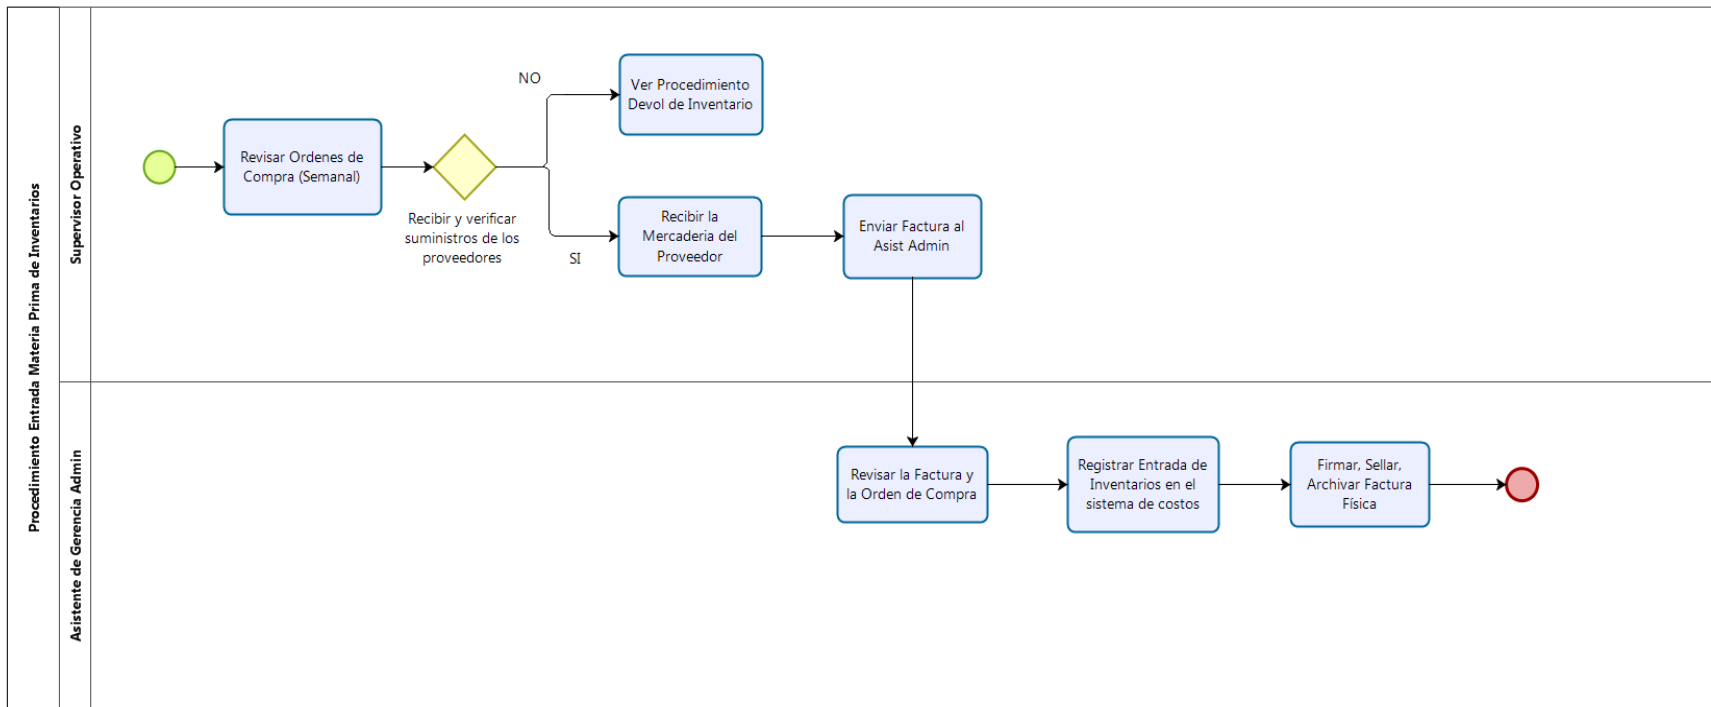 Procedimiento Entrada Materia Prima de Inventarios
Supervisor Operativo
Revisar Ordenes de
Compra (Semanal)
Recibir y verificar
suministros de los
proveedores
NO
Ver Procedimiento
Devol de Inventario
SI
Recibir la
Mercaderia del
Proveedor
Enviar Factura al
Asist Admin
Asistente de Gerencia Admin
Revisar la Factura y
la Orden de Compra
Registrar Entrada de
Inventarios en el
sistema de costos
Firmar, Sellar,
Archivar Factura
Física